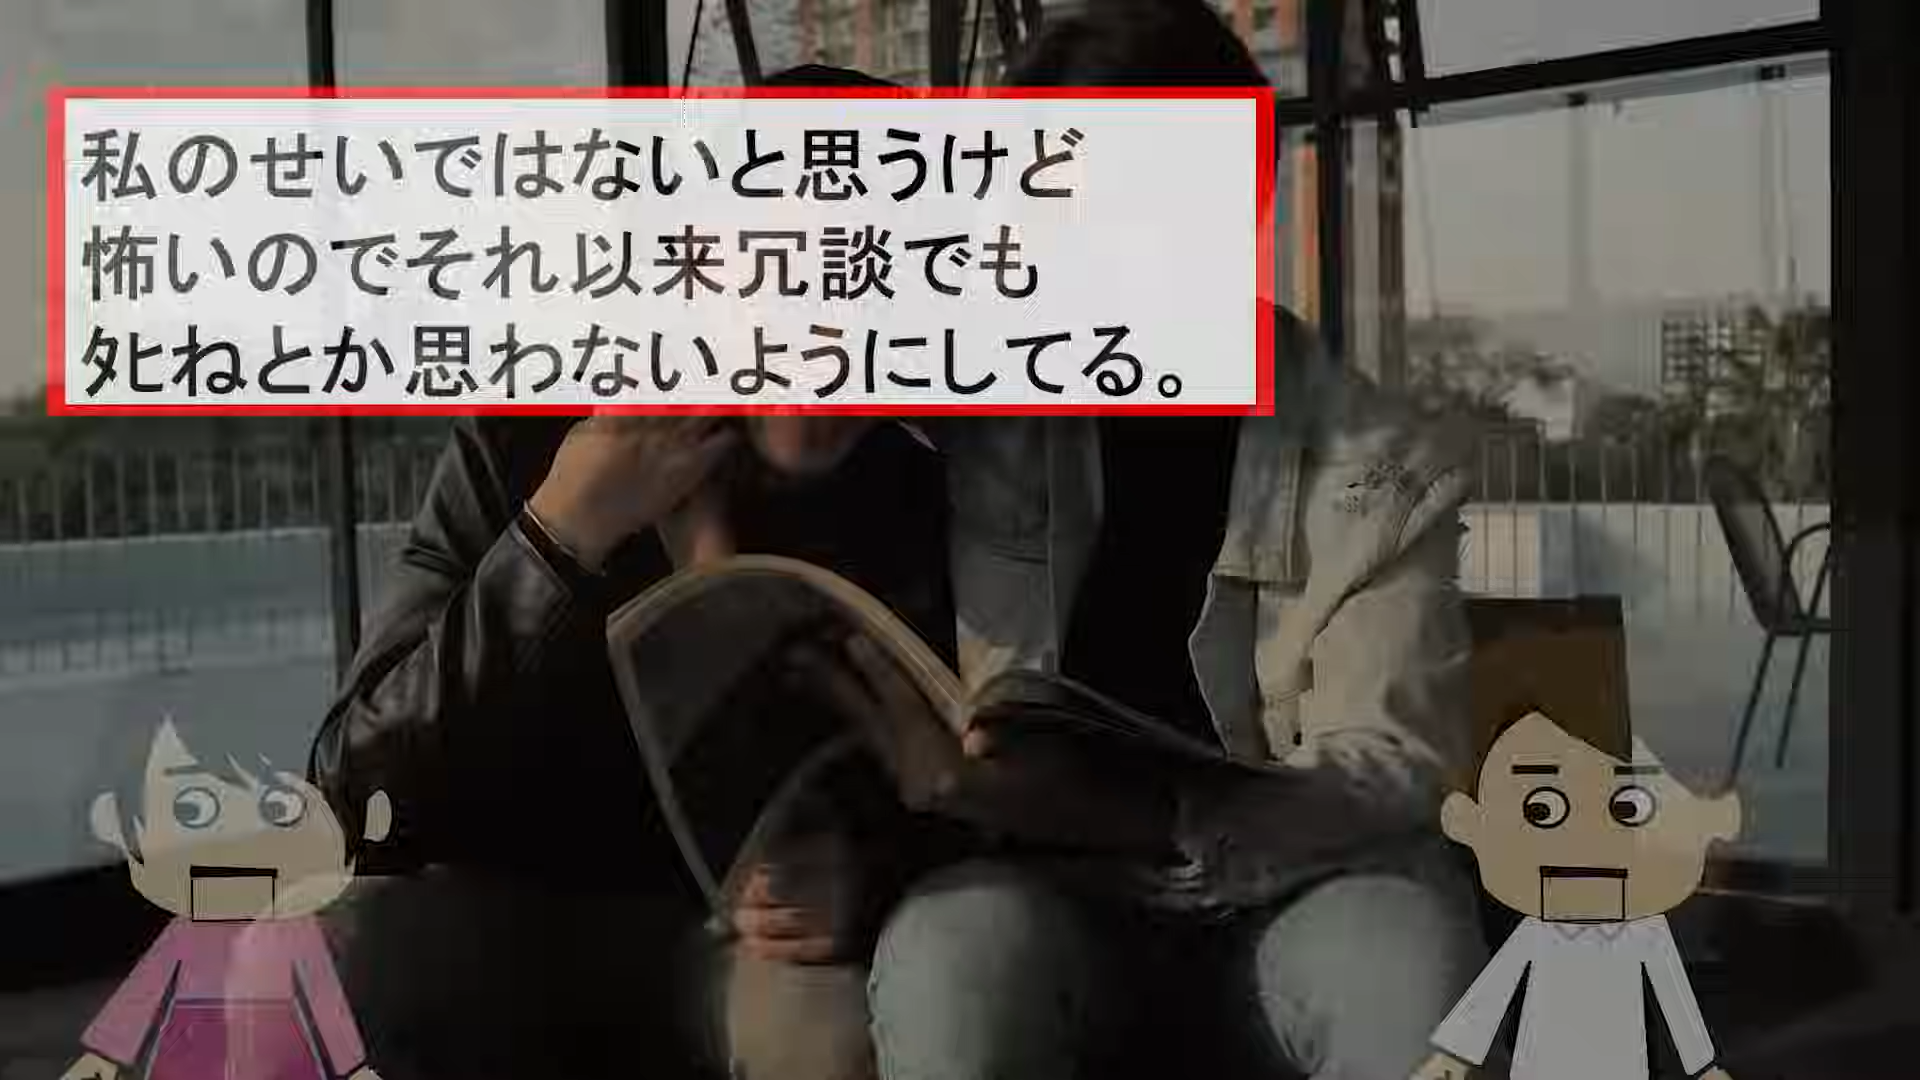 私のせいではないと思うけど
怖いのでそれ以来冗談でも
ﾀﾋねとか思わないようにしてる。